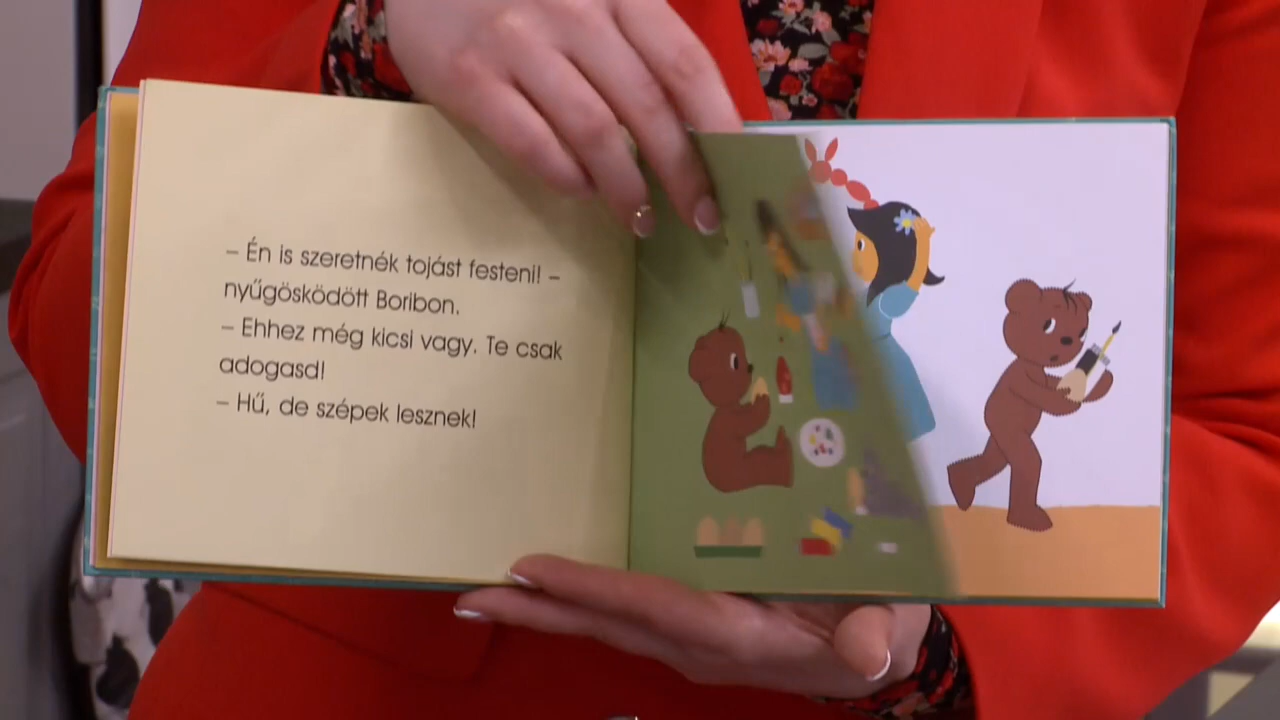 – Én is szeretnék tojást festeni! –
nyűgösködött Boribon.
– Ehhez még kicsi vagy. Te csak
adogasd!
– Hű, de szépek lesznek!